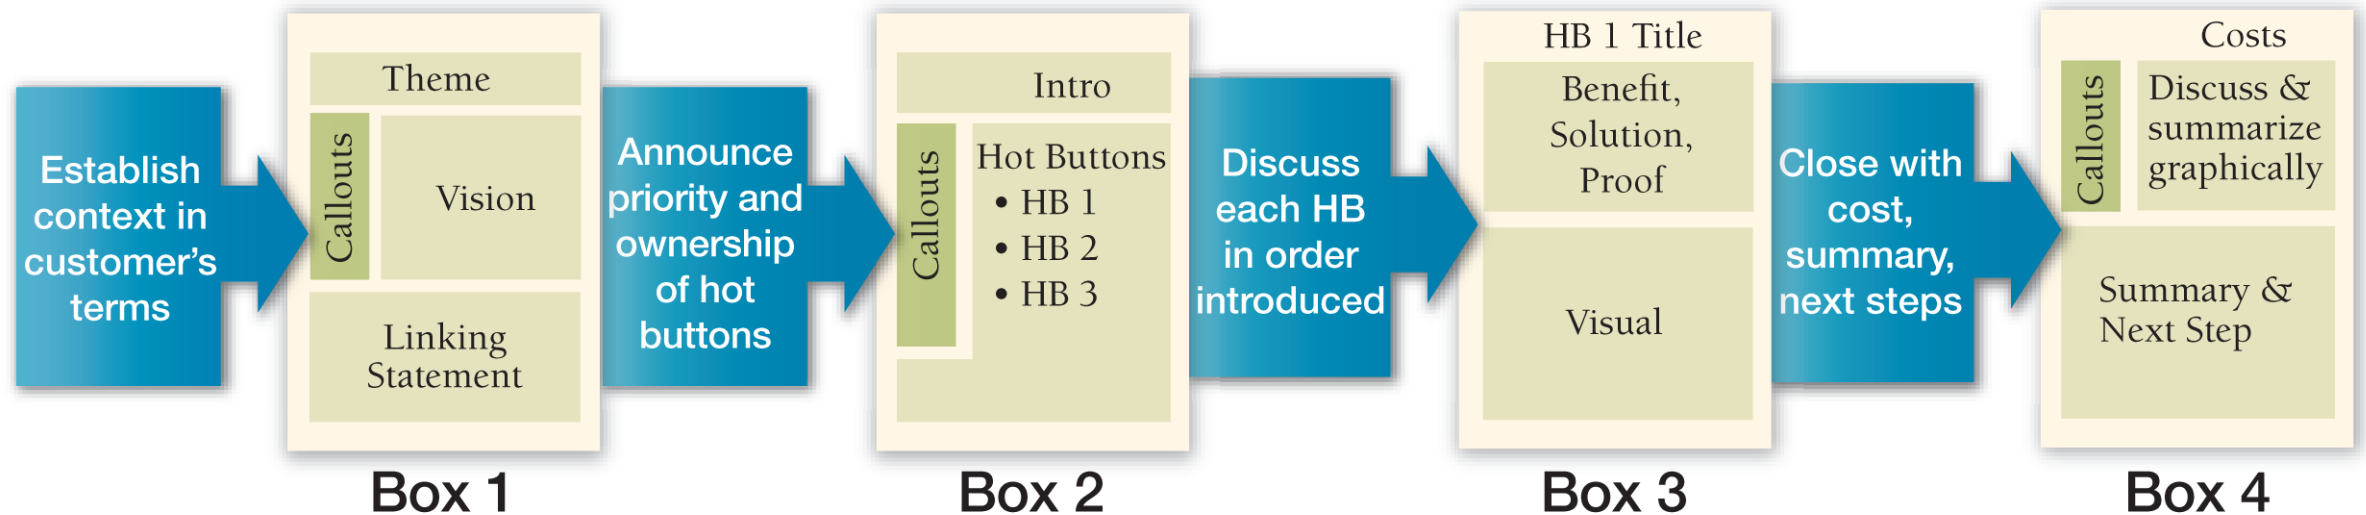 Establish
context in
customer's
terms
Theme
Callouts
Vision
Linking
Statement
Box 1
Announce
priority and
ownership
of hot
buttons
Intro
Callouts
Hot Buttons
• HB 1
• HB 2
• HB 3
Box 2
Discuss
each HB
in order
introduced
HB 1 Title
Benefit,
Solution,
Proof
Visual
Box 3
Close with
cost,
summary,
next steps
Costs
Callouts
Discuss &
summarize
graphically
Summary &
Next Step
Box 4